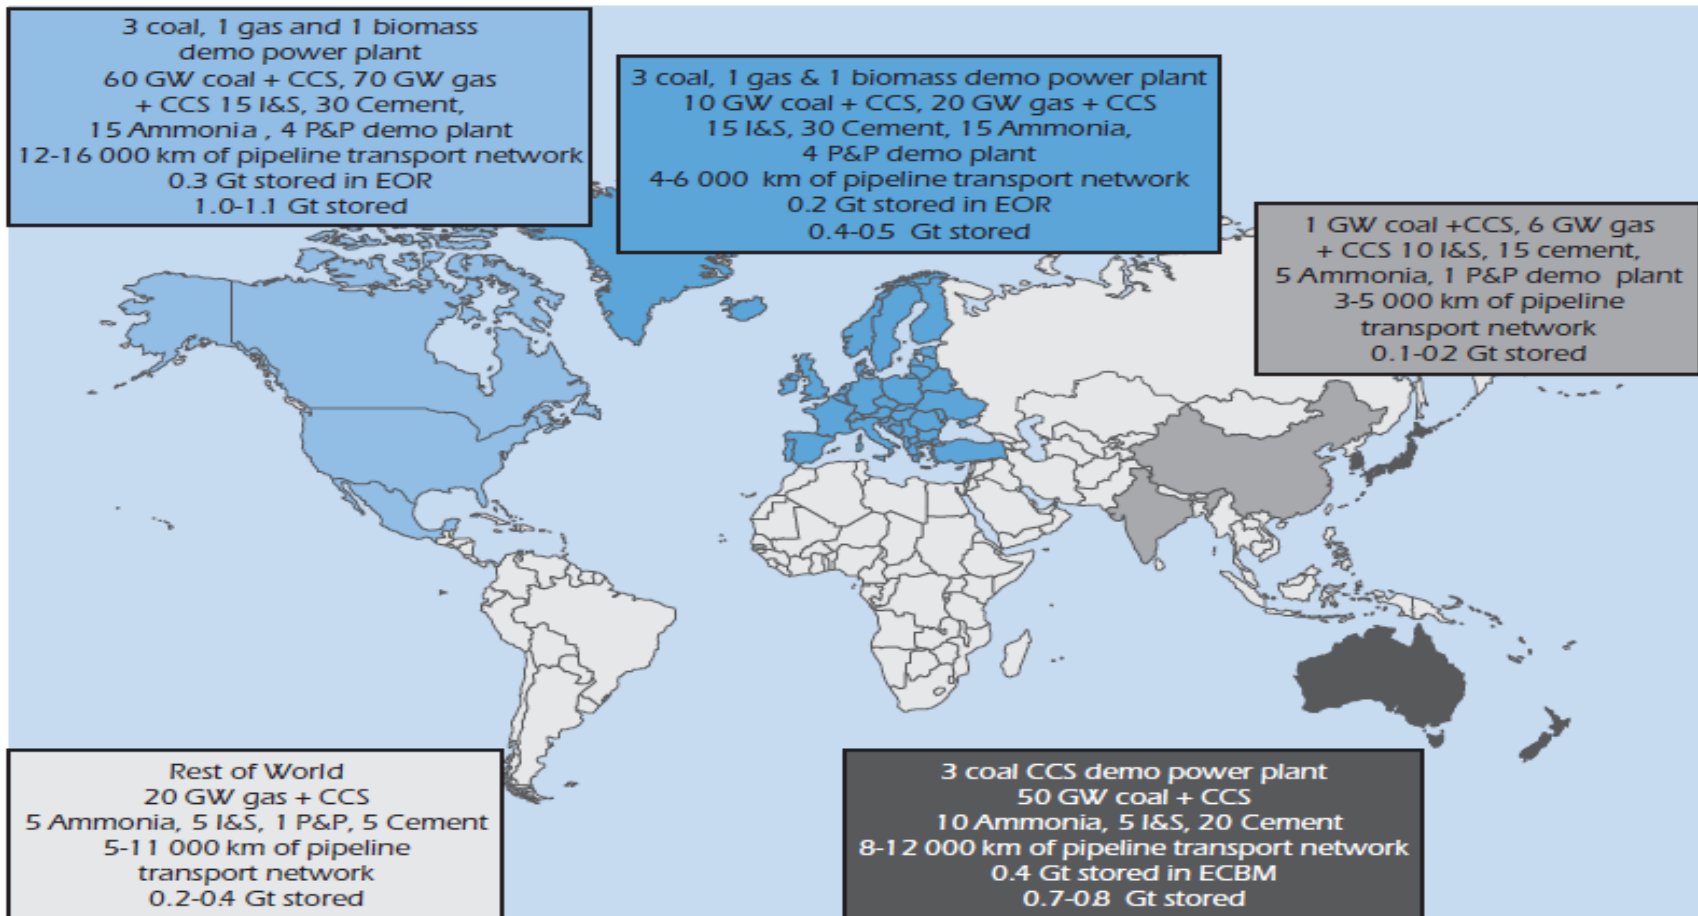 3 coal, 1 gas and 1 biomass
demo power plant
60 GW coal + CCS, 70 GW gas
+ CCS 15 I&S, 30 Cement,
15 Ammonia , 4 P&P demo plant
12-16 000 km of pipeline transport network
0.3 Gt stored in EOR
1.0-1.1 Gt stored
3 coal, 1 gas & 1 biomass demo power plant
10 GW coal + CCS, 20 GW gas + CCS
15 I&S, 30 Cement, 15 Ammonia,
4 P&P demo plant
4-6 000 km of pipeline transport network
0.2 Gt stored in EOR
0.4-0.5 Gt stored
1 GW coal +CCS, 6 GW gas
+ CCS 10 I&S, 15 cement,
5 Ammonia, 1 P&P demo plant
3-5 000 km of pipeline
transport network
0.1-0.2 Gt stored
Rest of World
20 GW gas + CCS
5 Ammonia, 5 I&S, 1 P&P, 5 Cement
5-11 000 km of pipeline
transport network
0.2-0.4 Gt stored
3 coal CCS demo power plant
50 GW coal + CCS
10 Ammonia, 5 I&S, 20 Cement
8-12 000 km of pipeline transport network
0.4 Gt stored in ECBM
0.7-0.8 Gt stored